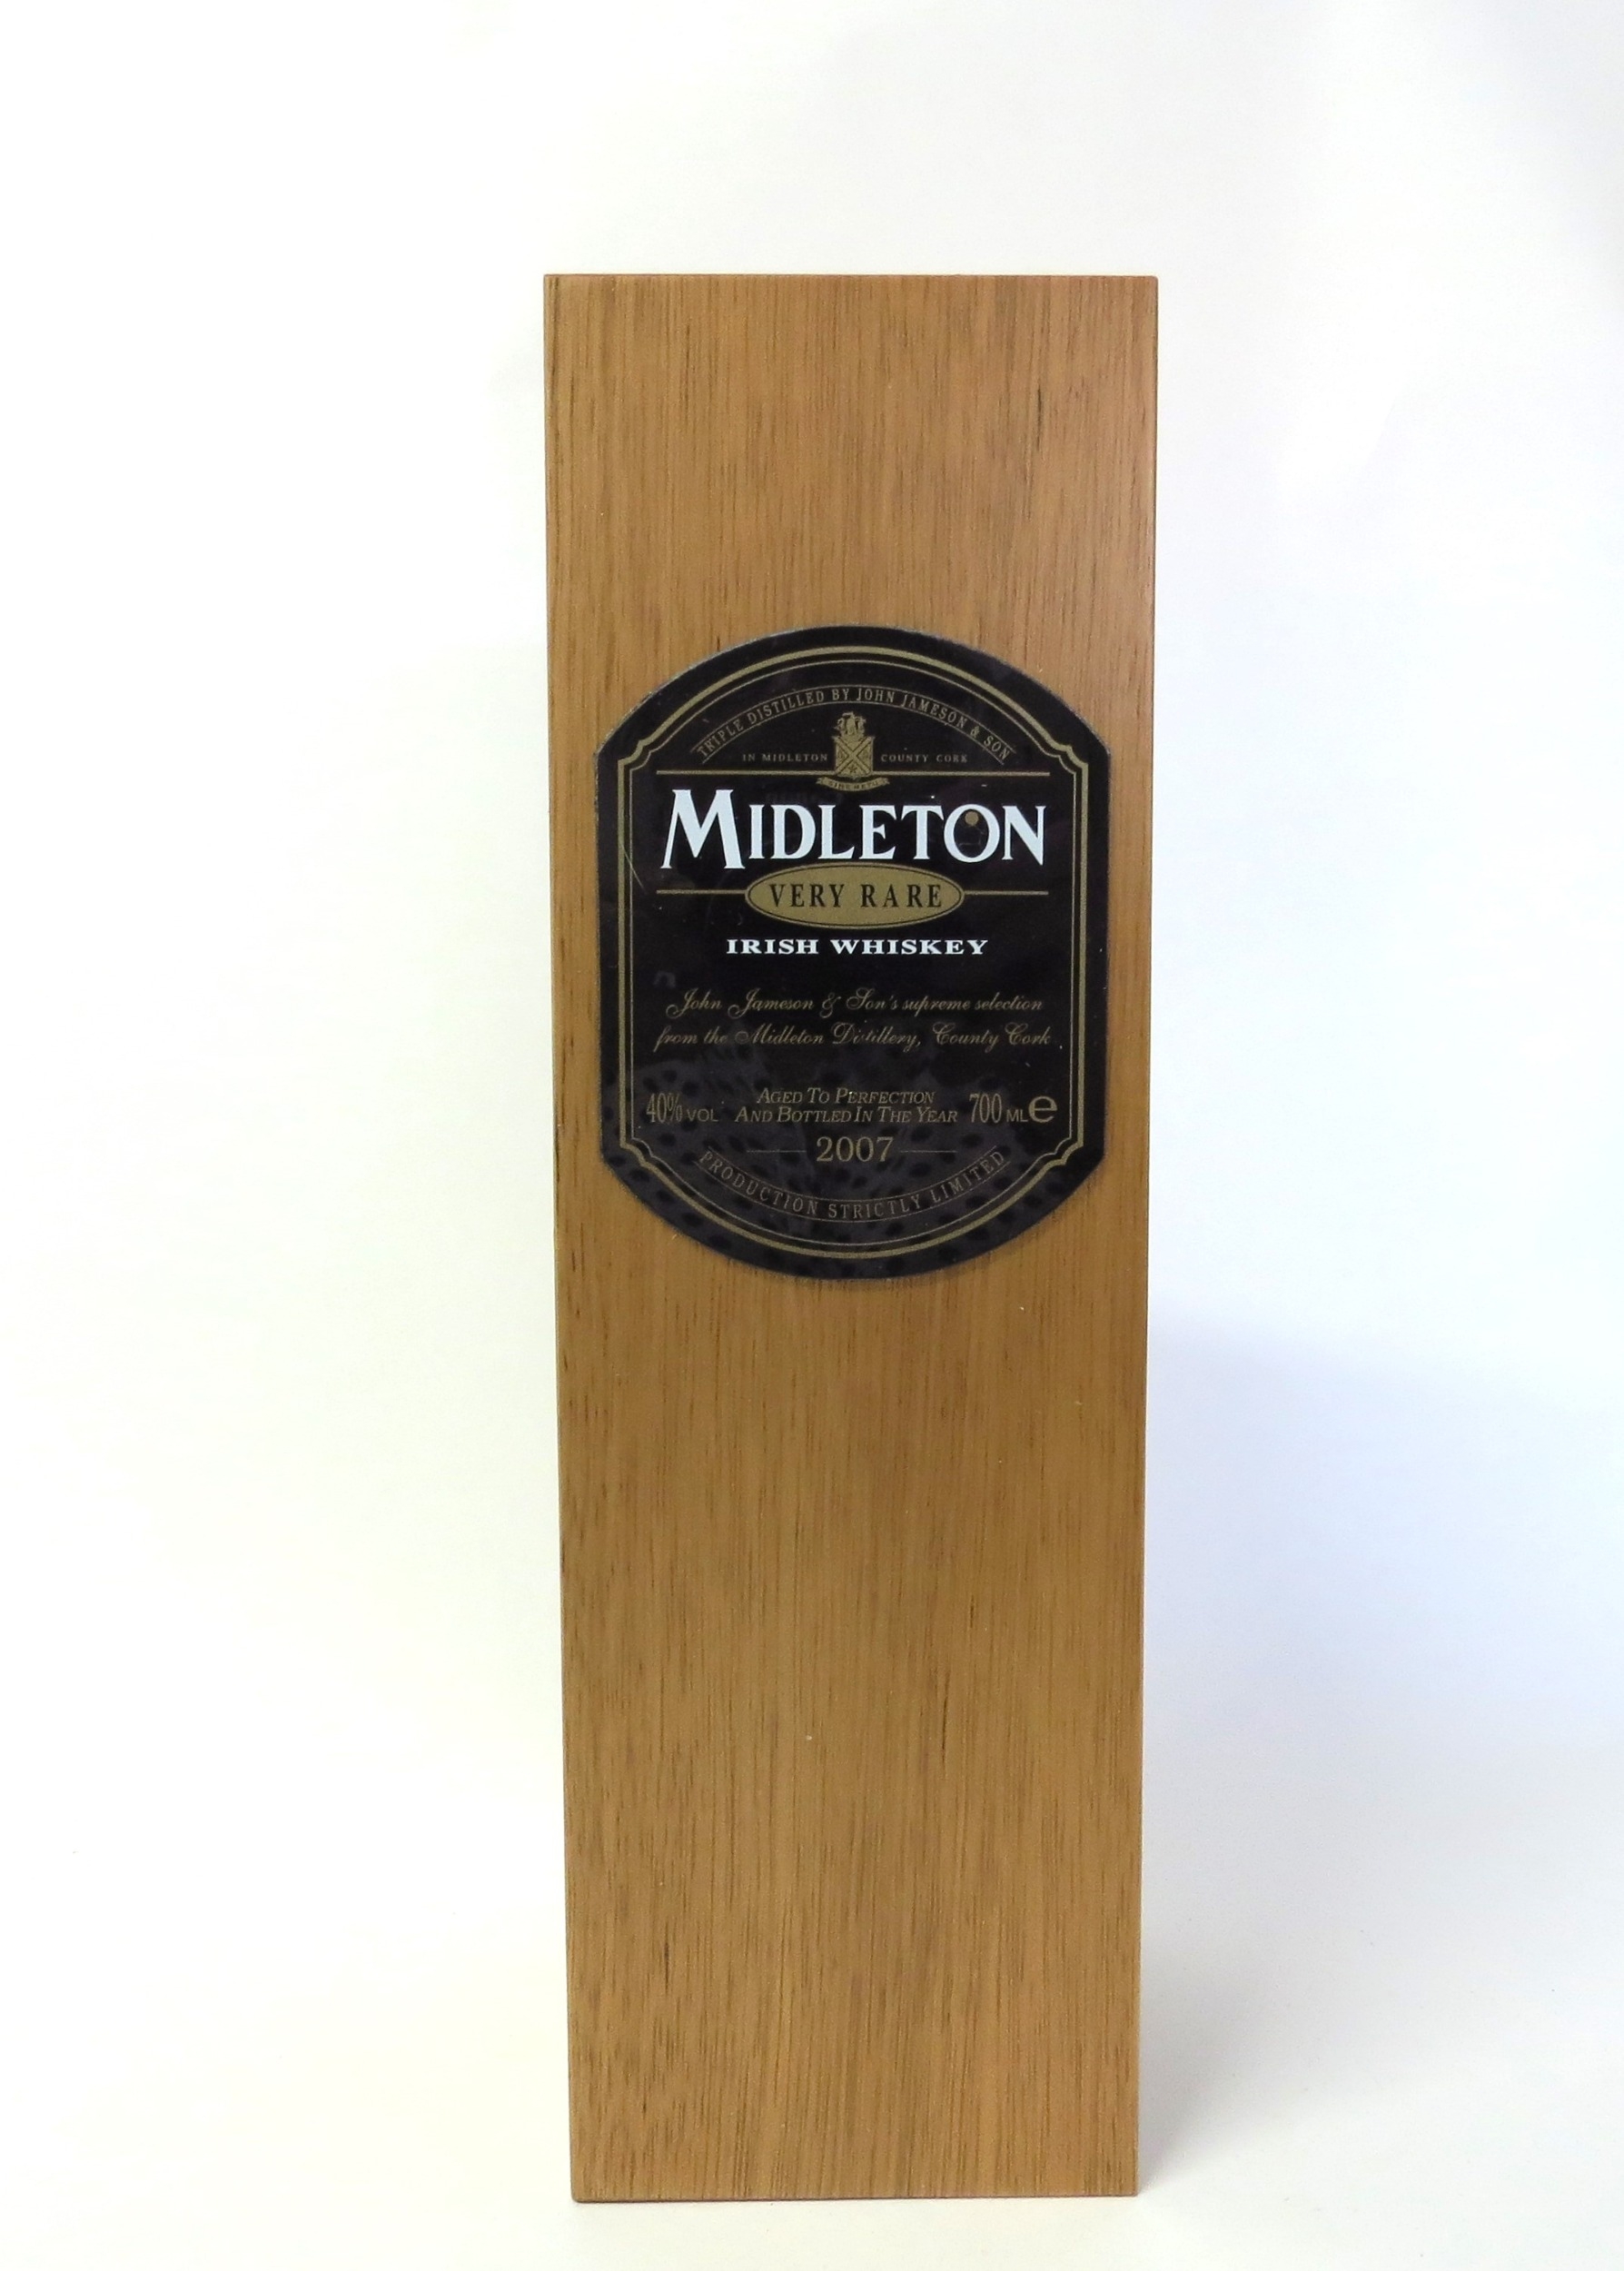 TRIPLE DISTILLED BY JOHN JAMESON & SON
IN MIDLETON COUNTY CORK
MIDLETON
VERY RARE
IRISH WHISKEY
John Jameson & Son's supreme selection
from the Midleton Distillery, County Cork
40% VOL AGED TO PERFECTION 700 ML e
AND BOTTLED IN THE YEAR
2007
PRODUCTION STRICTLY LIMITED